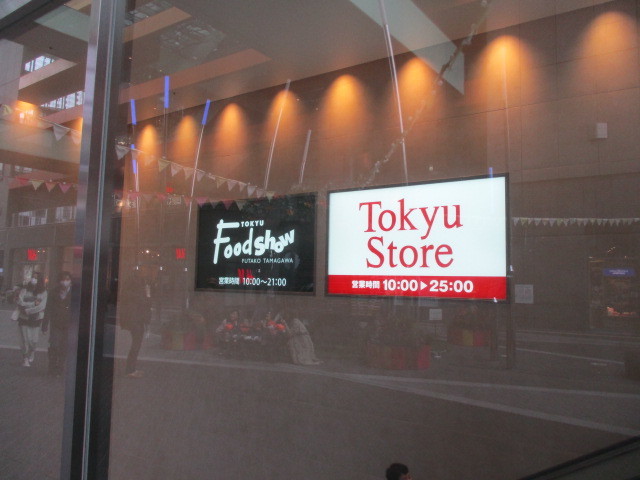 TOKYU
Foodshow
FUTAKO TAMAGAWA
営業時間 10:00~21:00
Tokyu
Store
営業時間 10:00▶25:00